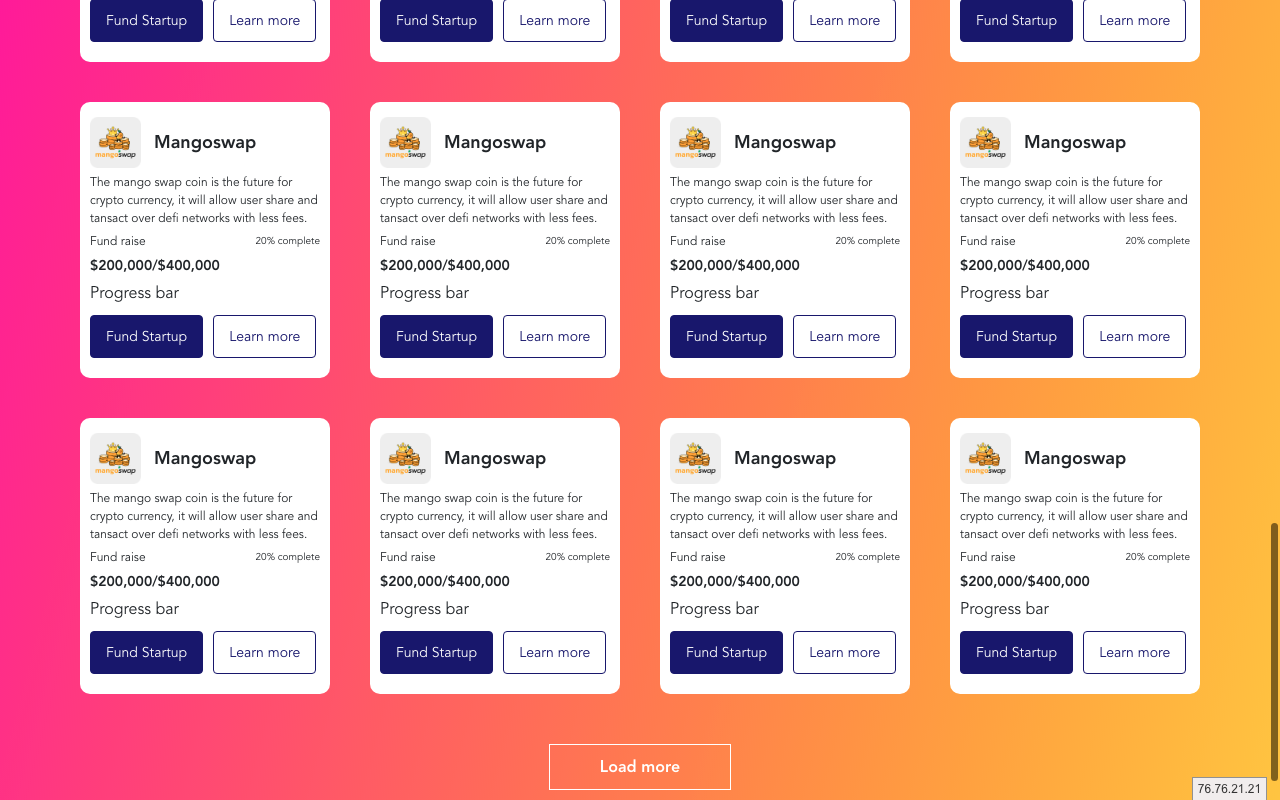 Fund Startup Learn more Fund Startup Learn more Fund Startup Learn more Fund Startup Learn more
mangoswap Mangoswap mangoswap Mangoswap mangoswap Mangoswap mangoswap Mangoswap
The mango swap coin is the future for The mango swap coin is the future for The mango swap coin is the future for The mango swap coin is the future for
crypto currency, it will allow user share and crypto currency, it will allow user share and crypto currency, it will allow user share and crypto currency, it will allow user share and
tansact over defi networks with less fees. tansact over defi networks with less fees. tansact over defi networks with less fees. tansact over defi networks with less fees.
Fund raise 20% complete Fund raise 20% complete Fund raise 20% complete Fund raise 20% complete
$200,000/$400,000 $200,000/$400,000 $200,000/$400,000 $200,000/$400,000
Progress bar Progress bar Progress bar Progress bar
Fund Startup Learn more Fund Startup Learn more Fund Startup Learn more Fund Startup Learn more
mangoswap Mangoswap mangoswap Mangoswap mangoswap Mangoswap mangoswap Mangoswap
The mango swap coin is the future for The mango swap coin is the future for The mango swap coin is the future for The mango swap coin is the future for
crypto currency, it will allow user share and crypto currency, it will allow user share and crypto currency, it will allow user share and crypto currency, it will allow user share and
tansact over defi networks with less fees. tansact over defi networks with less fees. tansact over defi networks with less fees. tansact over defi networks with less fees.
Fund raise 20% complete Fund raise 20% complete Fund raise 20% complete Fund raise 20% complete
$200,000/$400,000 $200,000/$400,000 $200,000/$400,000 $200,000/$400,000
Progress bar Progress bar Progress bar Progress bar
Fund Startup Learn more Fund Startup Learn more Fund Startup Learn more Fund Startup Learn more
Load more
76.76.21.21